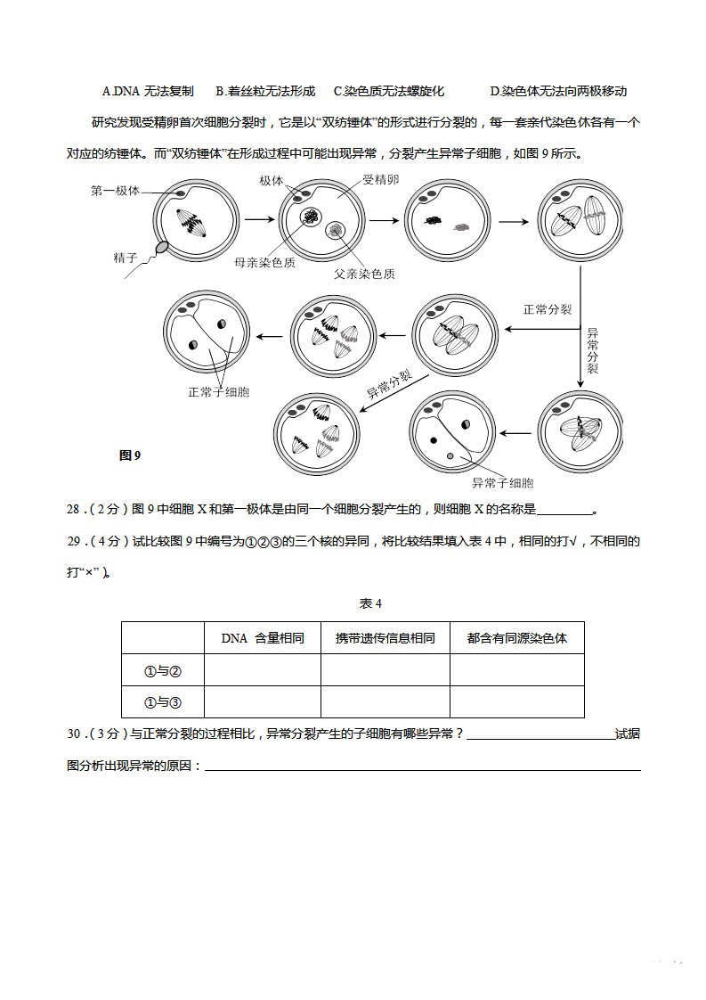 A.DNA 无法复制 B.着丝粒无法形成 C.染色质无法螺旋化 D.染色体无法向两极移动
研究发现受精卵首次细胞分裂时，它是以“双纺锤体”的形式进行分裂的，每一套亲代染色体各有一个
对应的纺锤体。而“双纺锤体”在形成过程中可能出现异常，分裂产生异常子细胞，如图 9 所示。
第一极体
极体
受精卵
精子
母亲染色质
父亲染色质
正常分裂
异常分裂
正常子细胞
异常分裂
异常子细胞
图 9
28．（2 分）图 9 中细胞 X 和第一极体是由同一个细胞分裂产生的，则细胞 X 的名称是________。
29．（4 分）试比较图 9 中编号为①②③的三个核的异同，将比较结果填入表 4 中，相同的打√，不相同的
打“×”）。
表 4
DNA 含量相同 携带遗传信息相同 都含有同源染色体
①与②
①与③
30．（3 分）与正常分裂的过程相比，异常分裂产生的子细胞有哪些异常？______________________试据
图分析出现异常的原因：________________________________________________________________